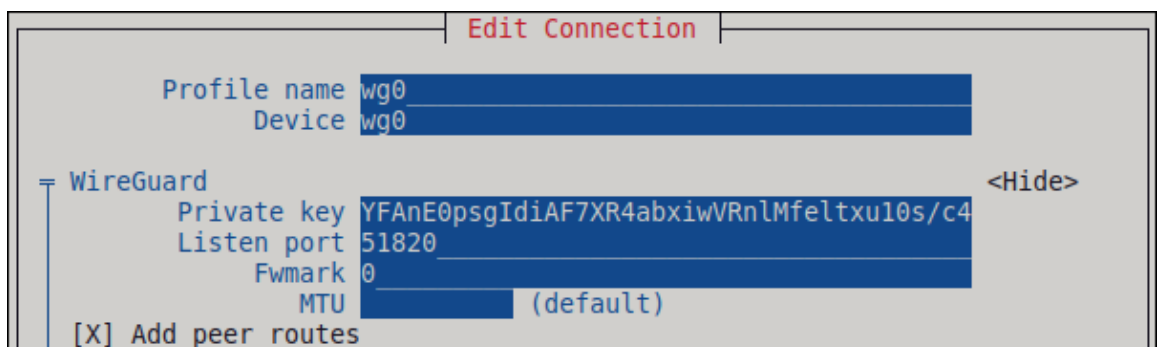 Edit Connection
Profile name wg0
Device wg0
WireGuard <Hide>
Private key YFAnE0psgIdiAF7XR4abxiwVRnlMfeltxu10s/c4
Listen port 51820
Fwmark 0
MTU (default)
[X] Add peer routes